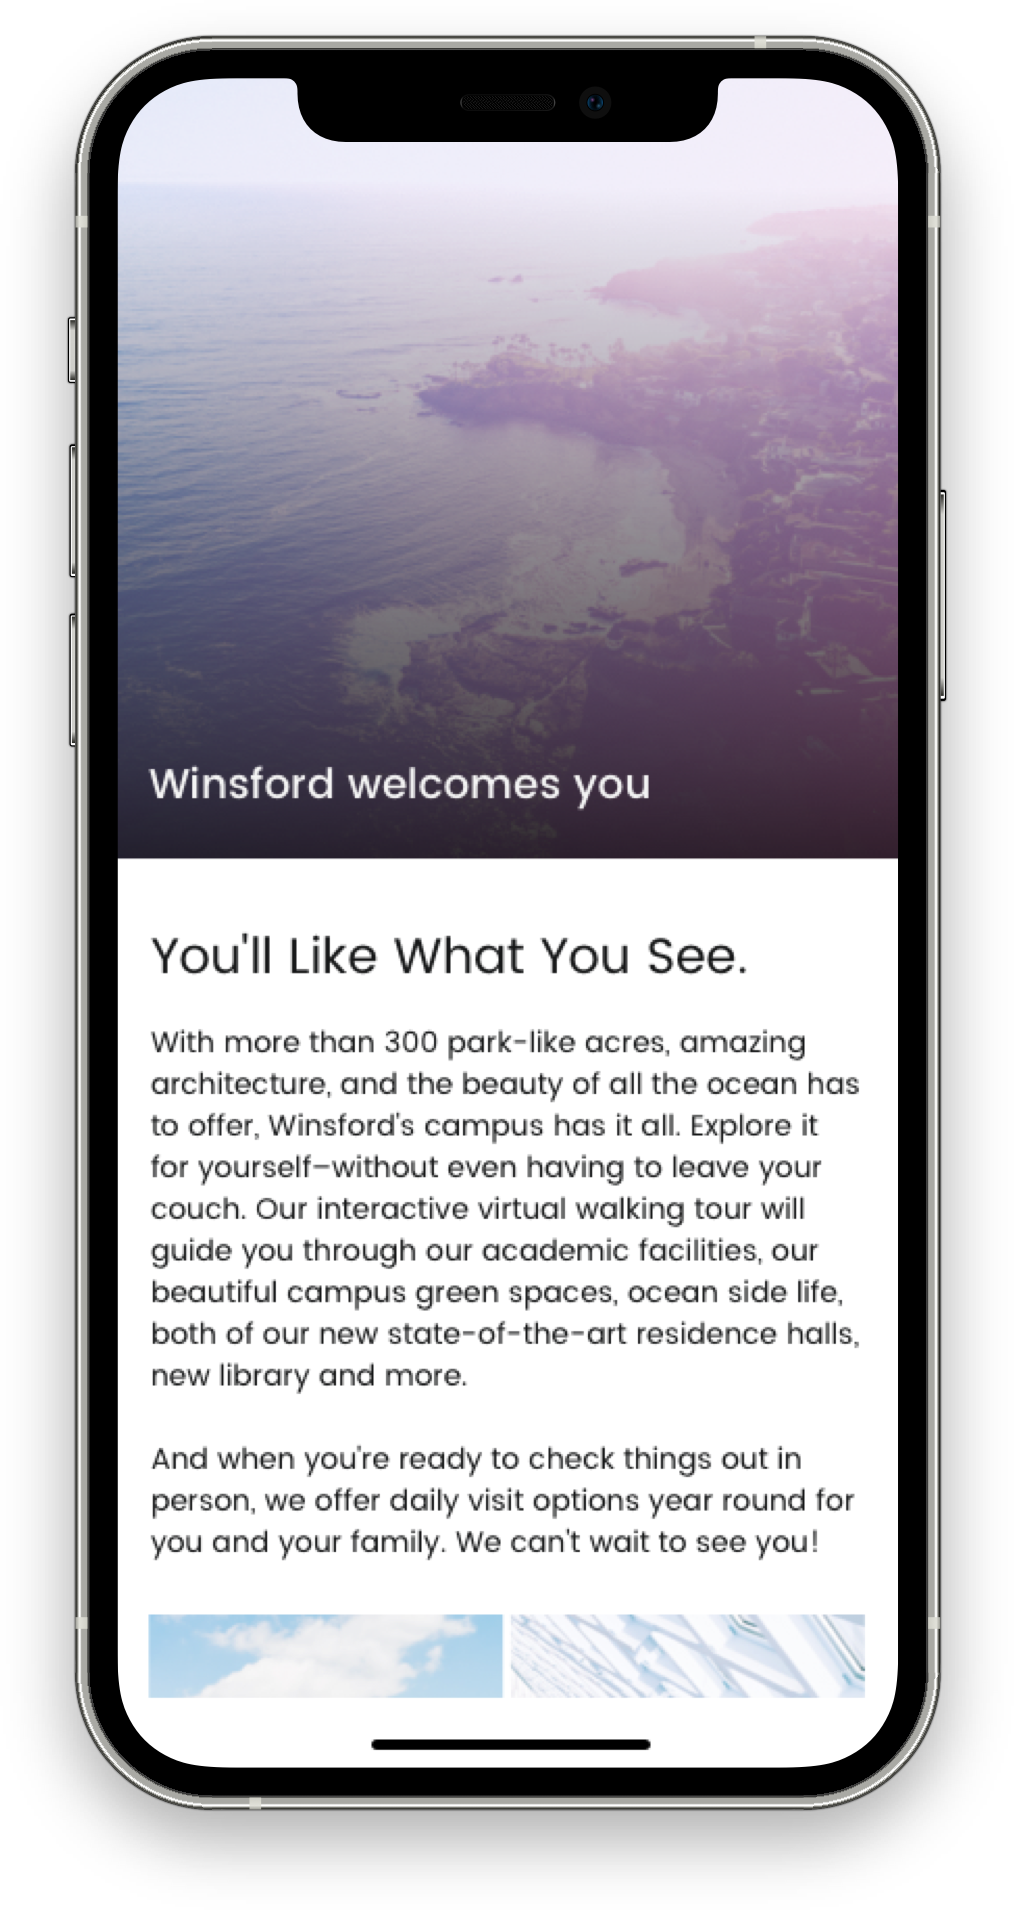 Winsford welcomes you
You'll Like What You See.
With more than 300 park-like acres, amazing
architecture, and the beauty of all the ocean has
to offer, Winsford's campus has it all. Explore it
for yourself–without even having to leave your
couch. Our interactive virtual walking tour will
guide you through our academic facilities, our
beautiful campus green spaces, ocean side life,
both of our new state-of-the-art residence halls,
new library and more.
And when you're ready to check things out in
person, we offer daily visit options year round for
you and your family. We can't wait to see you!